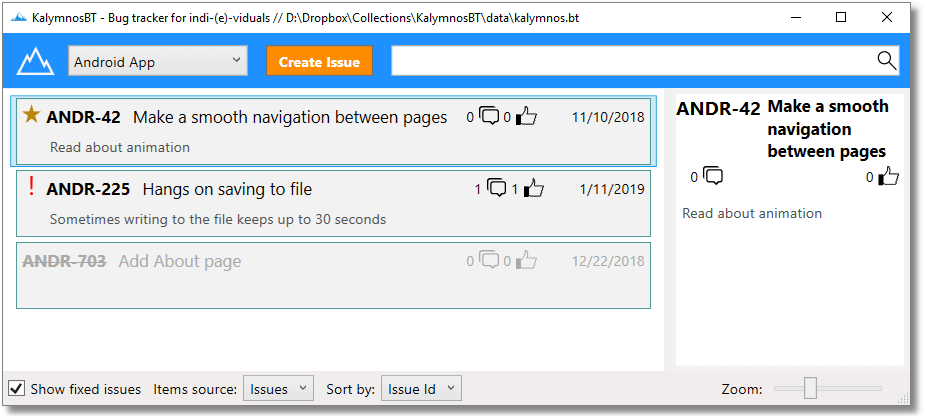 KalymnosBT - Bug tracker for indi-(e)-viduals // D:\Dropbox\Collections\KalymnosBT\data\kalymnos.bt
Android App Create Issue
ANDR-42 Make a smooth navigation between pages 0 0 11/10/2018
Read about animation
ANDR-225 Hangs on saving to file 1 1 1/11/2019
Sometimes writing to the file keeps up to 30 seconds
ANDR-703 Add About page 0 0 12/22/2018
ANDR-42 Make a smooth
navigation
between pages
0 0
Read about animation
Show fixed issues Items source: Issues Sort by: Issue Id Zoom: